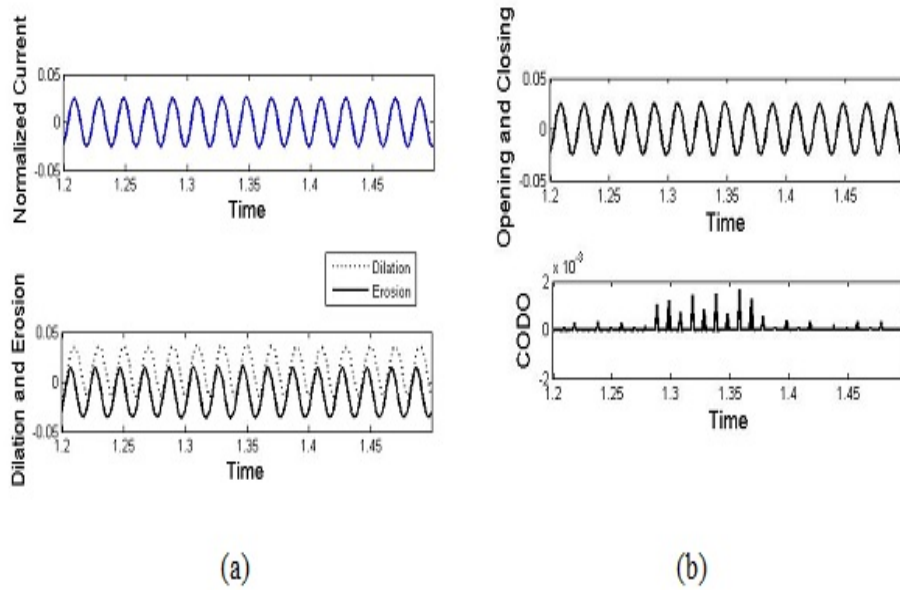 Normalized Current
0.05
0
-0.05
1.2 1.25 1.3 1.35 1.4 1.45
Time
Dilation
Erosion
Dilation and Erosion
0.05
0
-0.05
1.2 1.25 1.3 1.35 1.4 1.45
Time
(a)
Opening and Closing
0.05
0
-0.05
1.2 1.25 1.3 1.35 1.4 1.45
Time
x 10⁻³
CODO
2
0
-2
1.2 1.25 1.3 1.35 1.4 1.45
Time
(b)